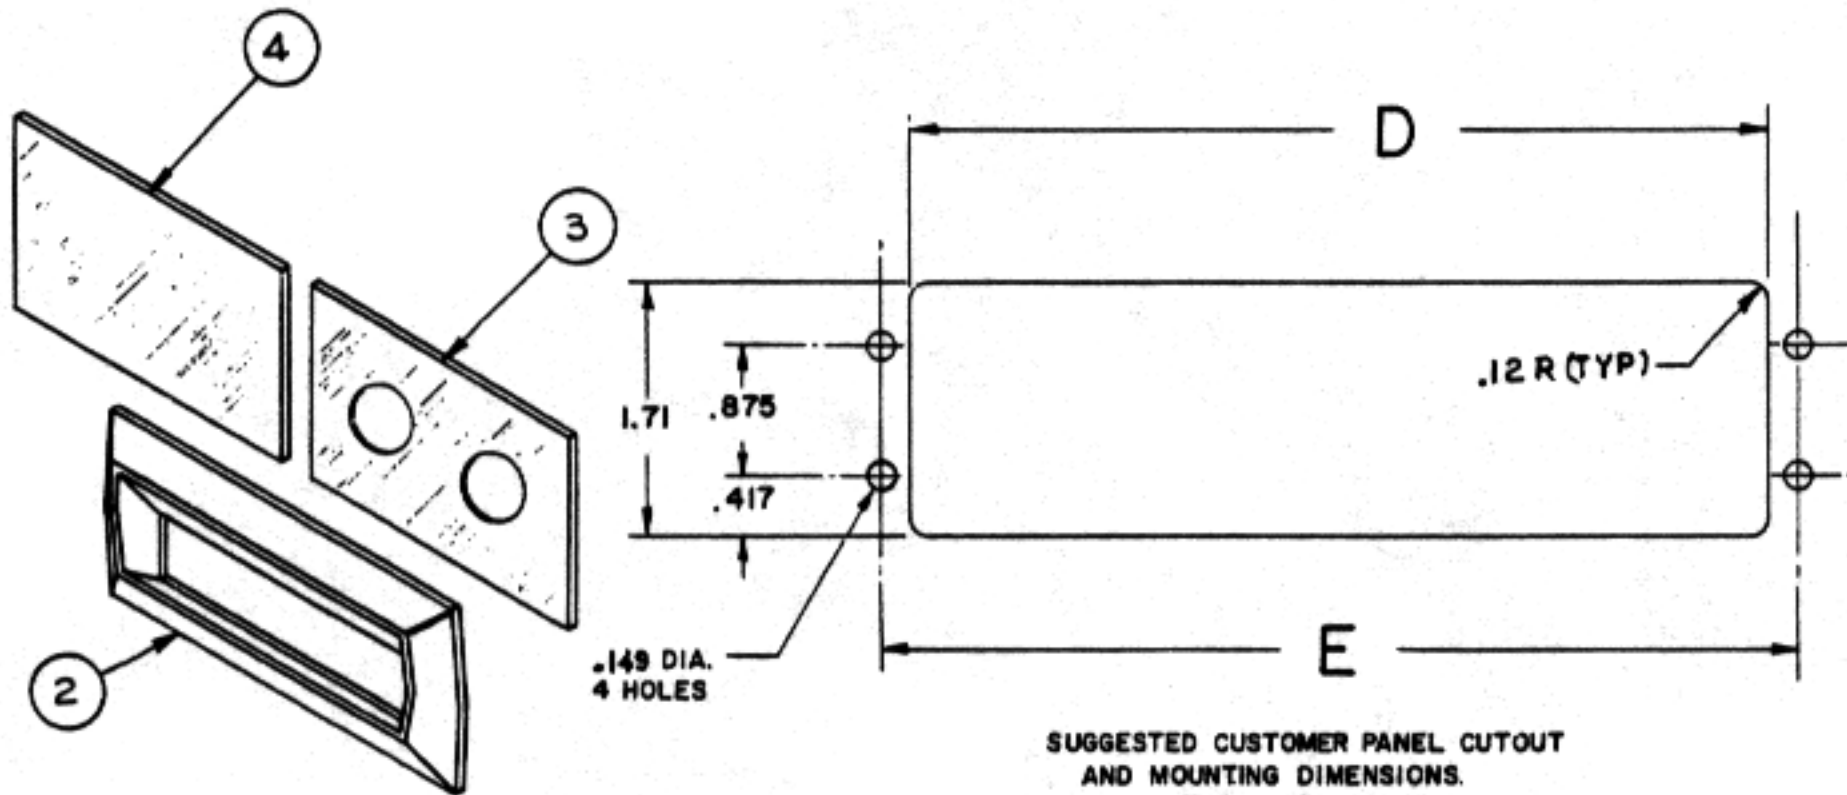 4
3
2
D
.12 R (TYP)
1.71
.875
.417
.149 DIA.
4 HOLES
E
SUGGESTED CUSTOMER PANEL CUTOUT
AND MOUNTING DIMENSIONS.